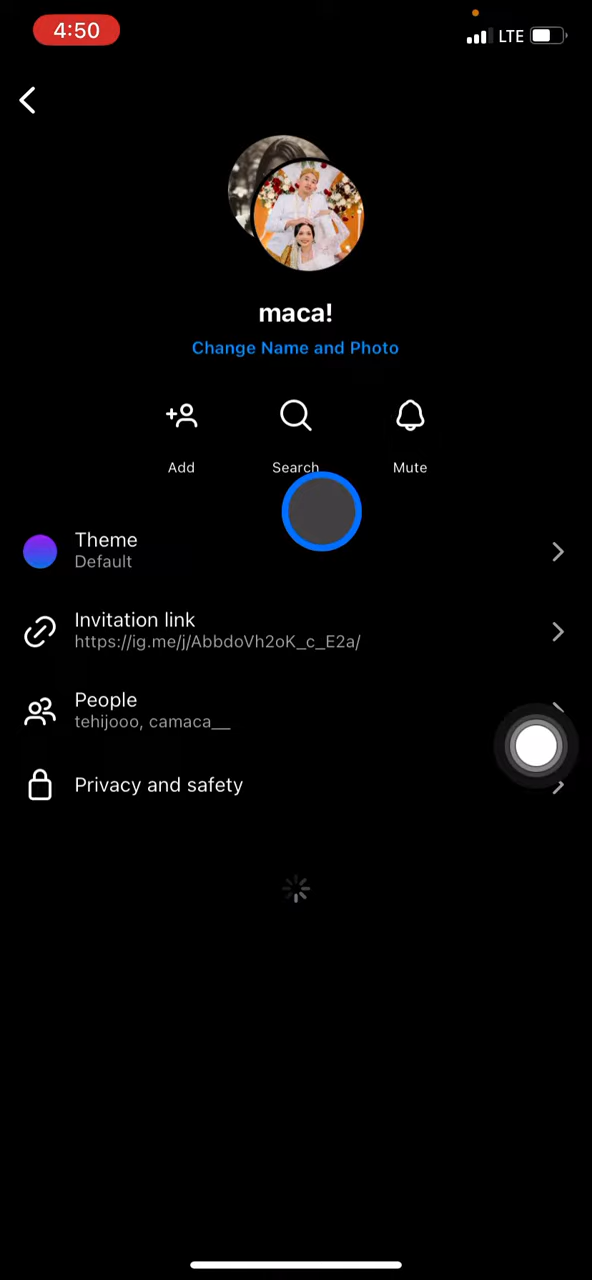 4:50
LTE
maca!
Change Name and Photo
Add
Search
Mute
Theme
Default
Invitation link
https://ig.me/j/AbbdoVh2oK_c_E2a/
People
tehijooo, camaca__
Privacy and safety